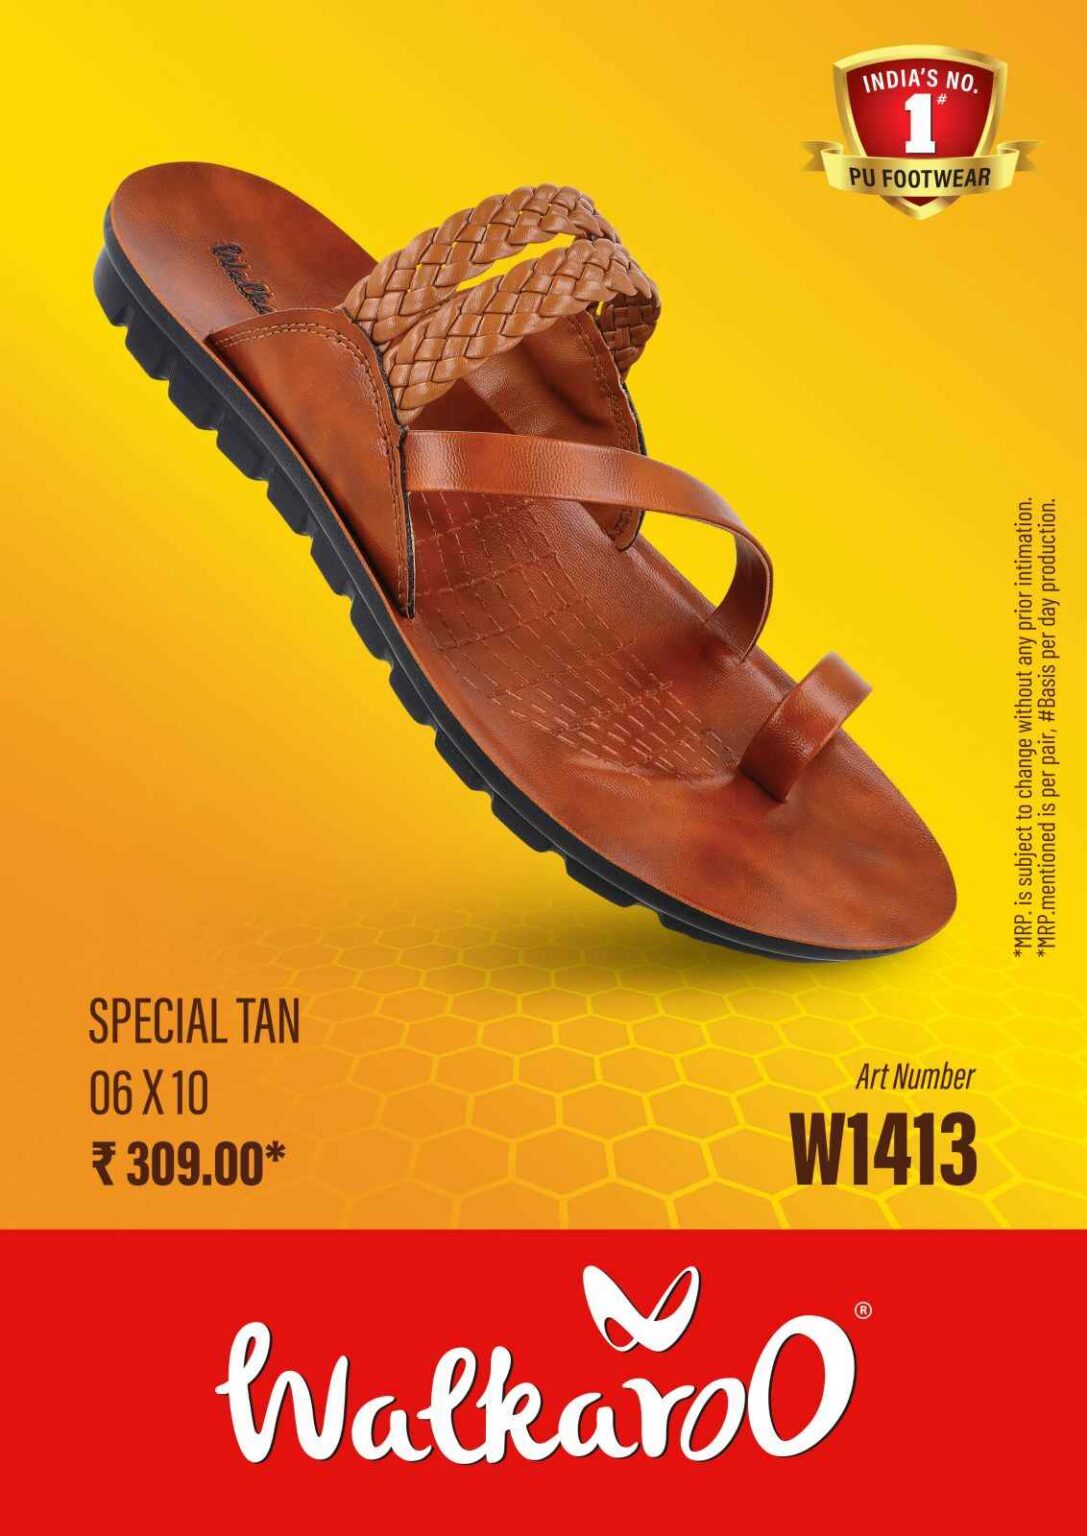 INDIA'S NO.
1#
PU FOOTWEAR
*MRP. is subject to change without any prior intimation.
*MRP.mentioned is per pair, #Basis per day production.
SPECIAL TAN
06 X 10
₹ 309.00*
Art Number
W1413
Walkaroo®